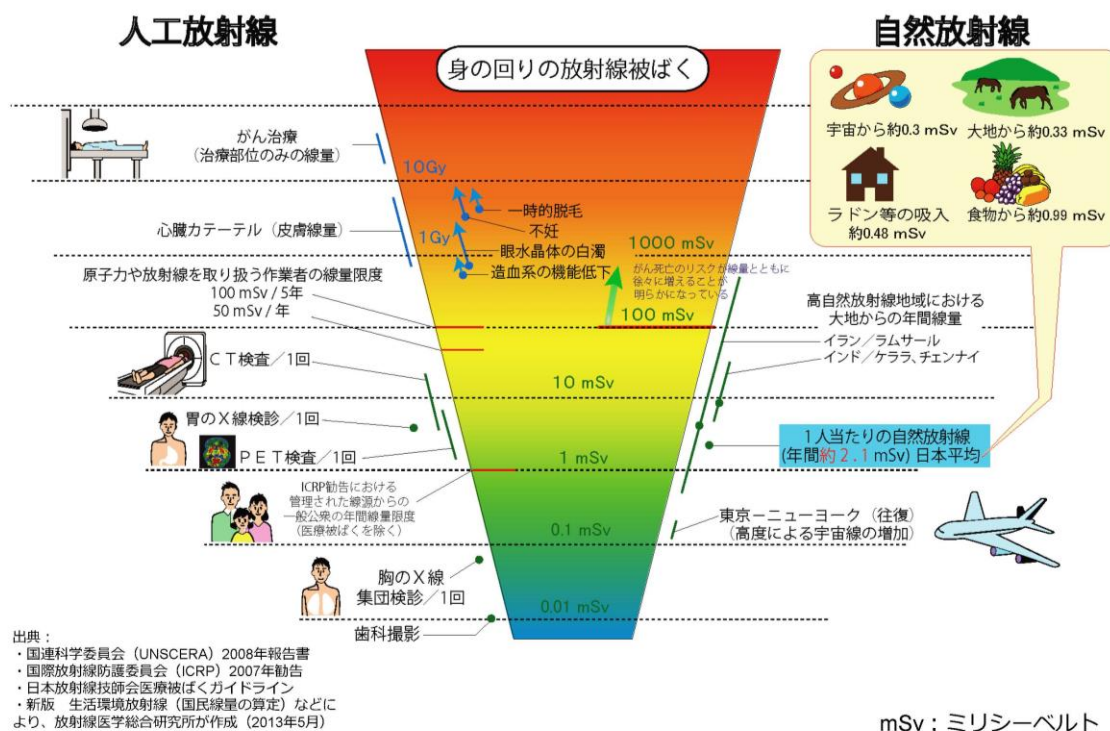 人工放射線
自然放射線
身の回りの放射線被ばく
宇宙から約0.3 mSv
大地から約0.33 mSv
ラドン等の吸入
約0.48 mSv
食物から約0.99 mSv
がん治療
(治療部位のみの線量)
10Gy
心臓カテーテル(皮膚線量)
1Gy
一時的脱毛
不妊
眼水晶体の白濁
造血系の機能低下
1000 mSv
がん死亡のリスクが線量とともに
徐々に増えることが
明らかになっている
100 mSv
原子力や放射線を取り扱う作業者の線量限度
100 mSv / 5年
50 mSv / 年
高自然放射線地域における
大地からの年間線量
イラン/ラムサール
インド/ケララ、チェンナイ
CT検査/1回
10 mSv
胃のX線検診/1回
PET検査/1回
1 mSv
1人当たりの自然放射線
(年間約2.1mSv) 日本平均
ICRP勧告における
管理された線源からの
一般公衆の年間線量限度
(医療被ばくを除く)
0.1 mSv
東京ーニューヨーク(往復)
(高度による宇宙線の増加)
胸のX線
集団検診/1回
0.01 mSv
歯科撮影
出典:
・国連科学委員会(UNSCERA)2008年報告書
・国際放射線防護委員会(ICRP)2007年勧告
・日本放射線技師会医療被ばくガイドライン
・新版 生活環境放射線(国民線量の算定)などに
より、放射線医学総合研究所が作成(2013年5月)
mSv:ミリシーベルト